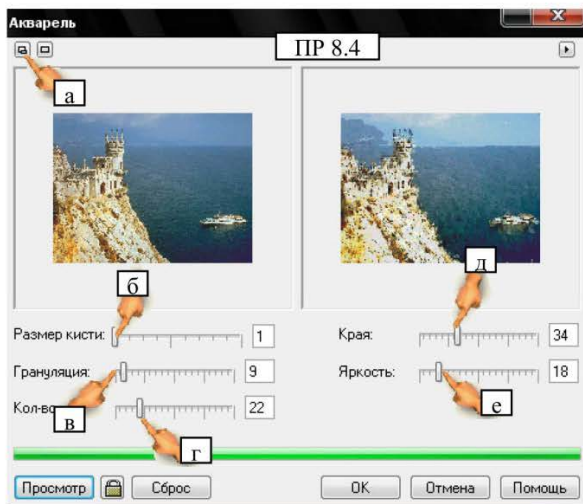 Акварель
X
ПР 8.4
а
б
д
Размер кисти: 1
Края: 34
Грануляция: 9
Яркость: 18
в
е
Кол-во 22
г
Просмотр Сброс OK Отмена Помощь